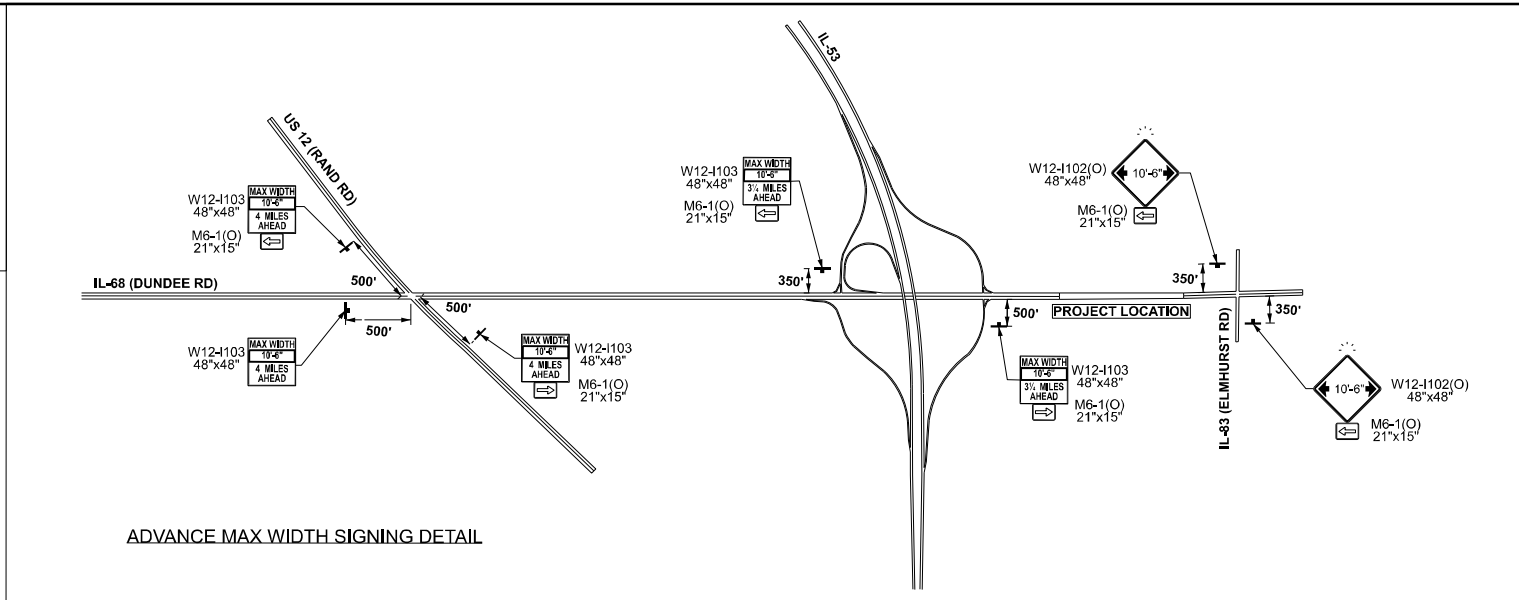 IL-53
US 12 (RAND RD)
W12-I103
48"x48"
M6-1(O)
21"x15"
MAX WIDTH
10'-6"
4 MILES
AHEAD
500'
IL-68 (DUNDEE RD)
500'
500'
W12-I103
48"x48"
MAX WIDTH
10'-6"
4 MILES
AHEAD
MAX WIDTH
10'-6"
4 MILES
AHEAD
W12-I103
48"x48"
M6-1(O)
21"x15"
W12-I103
48"x48"
M6-1(O)
21"x15"
MAX WIDTH
10'-6"
3¼ MILES
AHEAD
350'
500'
MAX WIDTH
10'-6"
3¼ MILES
AHEAD
W12-I103
48"x48"
M6-1(O)
21"x15"
PROJECT LOCATION
W12-I102(O)
48"x48"
M6-1(O)
21"x15"
10'-6"
350'
350'
IL-83 (ELMHURST RD)
10'-6"
W12-I102(O)
48"x48"
M6-1(O)
21"x15"
ADVANCE MAX WIDTH SIGNING DETAIL